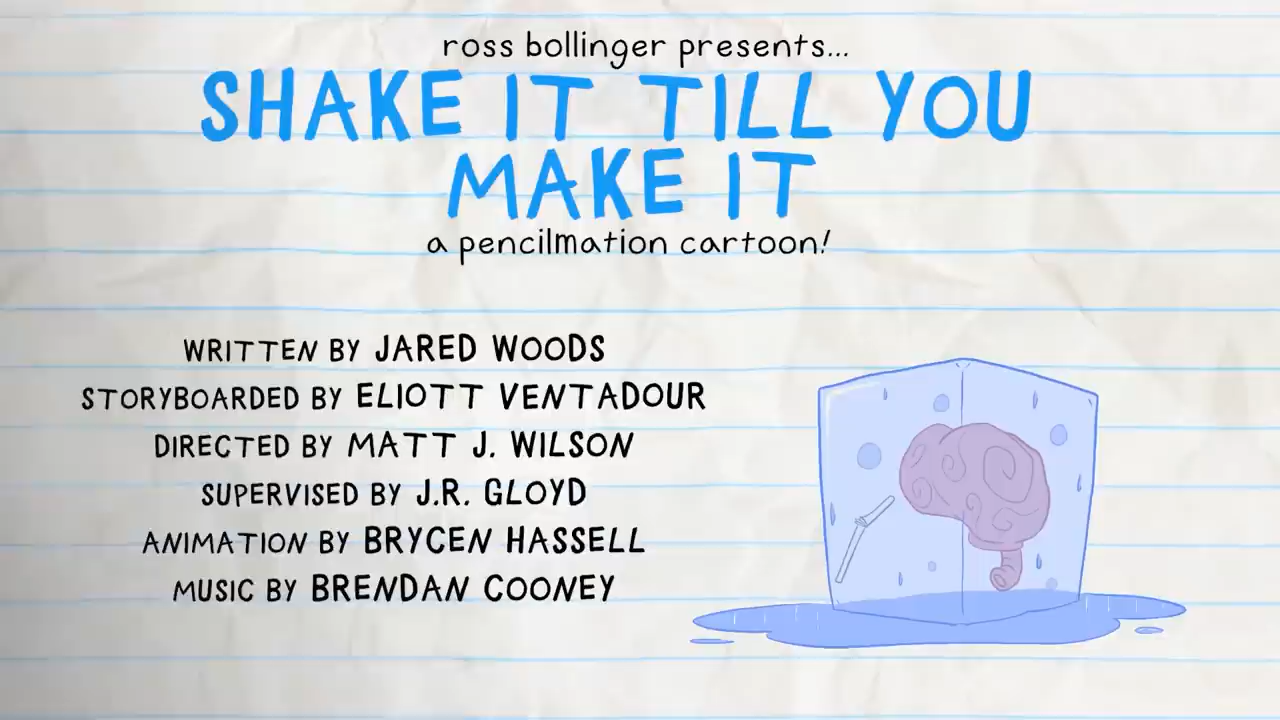 ross bollinger presents...
SHAKE IT TILL YOU
MAKE IT
a pencilmation cartoon!
WRITTEN BY JARED WOODS
STORYBOARDED BY ELIOTT VENTADOUR
DIRECTED BY MATT J. WILSON
SUPERVISED BY J.R. GLOYD
ANIMATION BY BRYCEN HASSELL
MUSIC BY BRENDAN COONEY